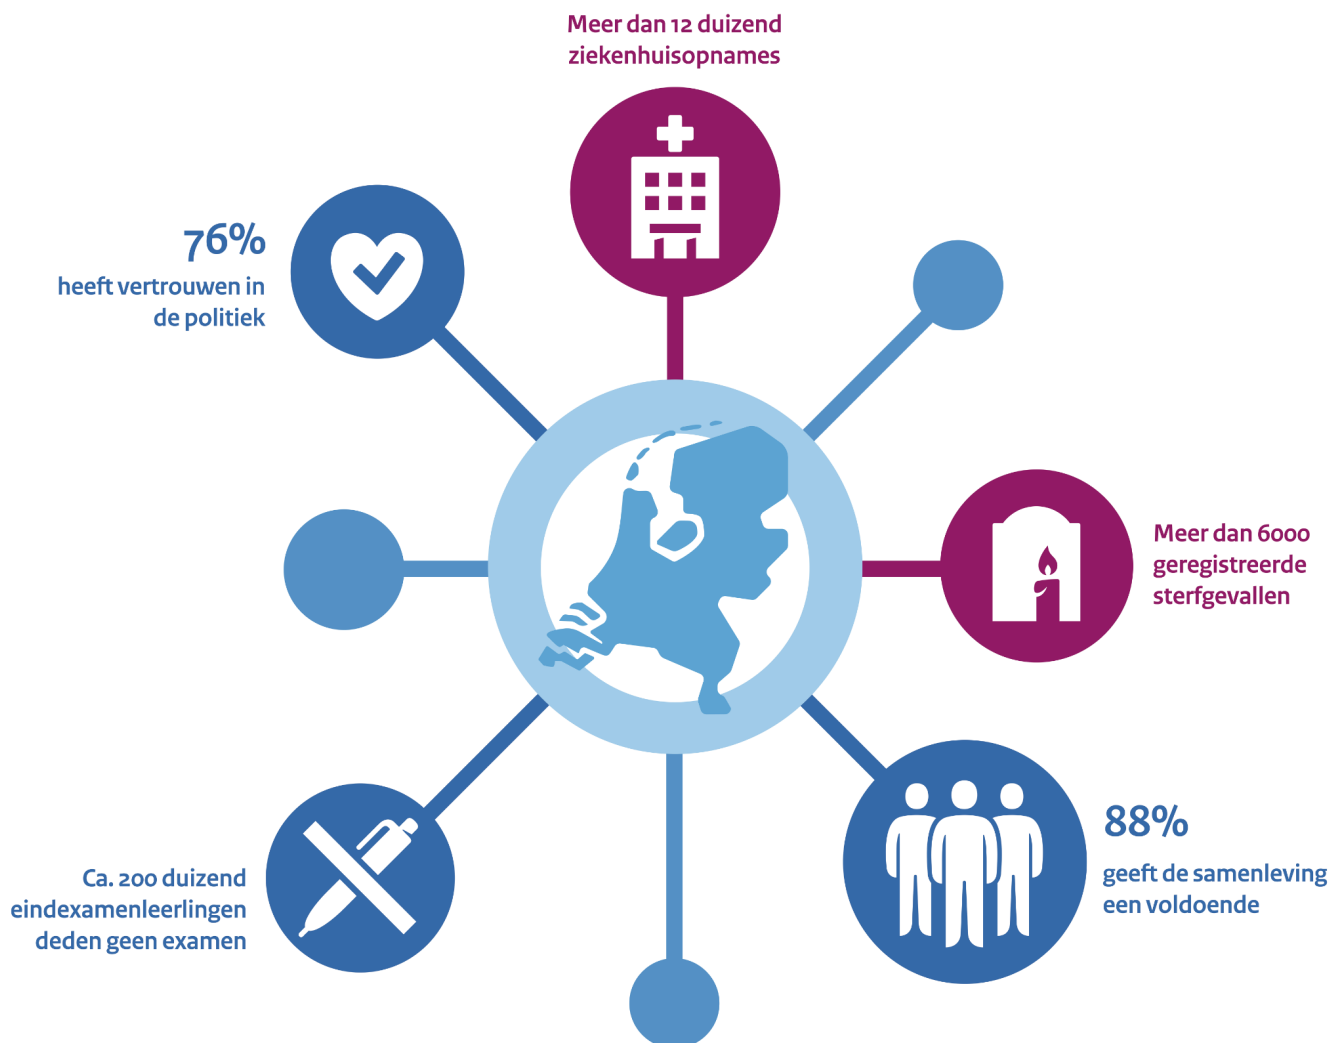 Meer dan 12 duizend
ziekenhuisopnames
76%
heeft vertrouwen in
de politiek
Meer dan 6000
geregistreerde
sterfgevallen
88%
geeft de samenleving
een voldoende
Ca. 200 duizend
eindexamenleerlingen
deden geen examen